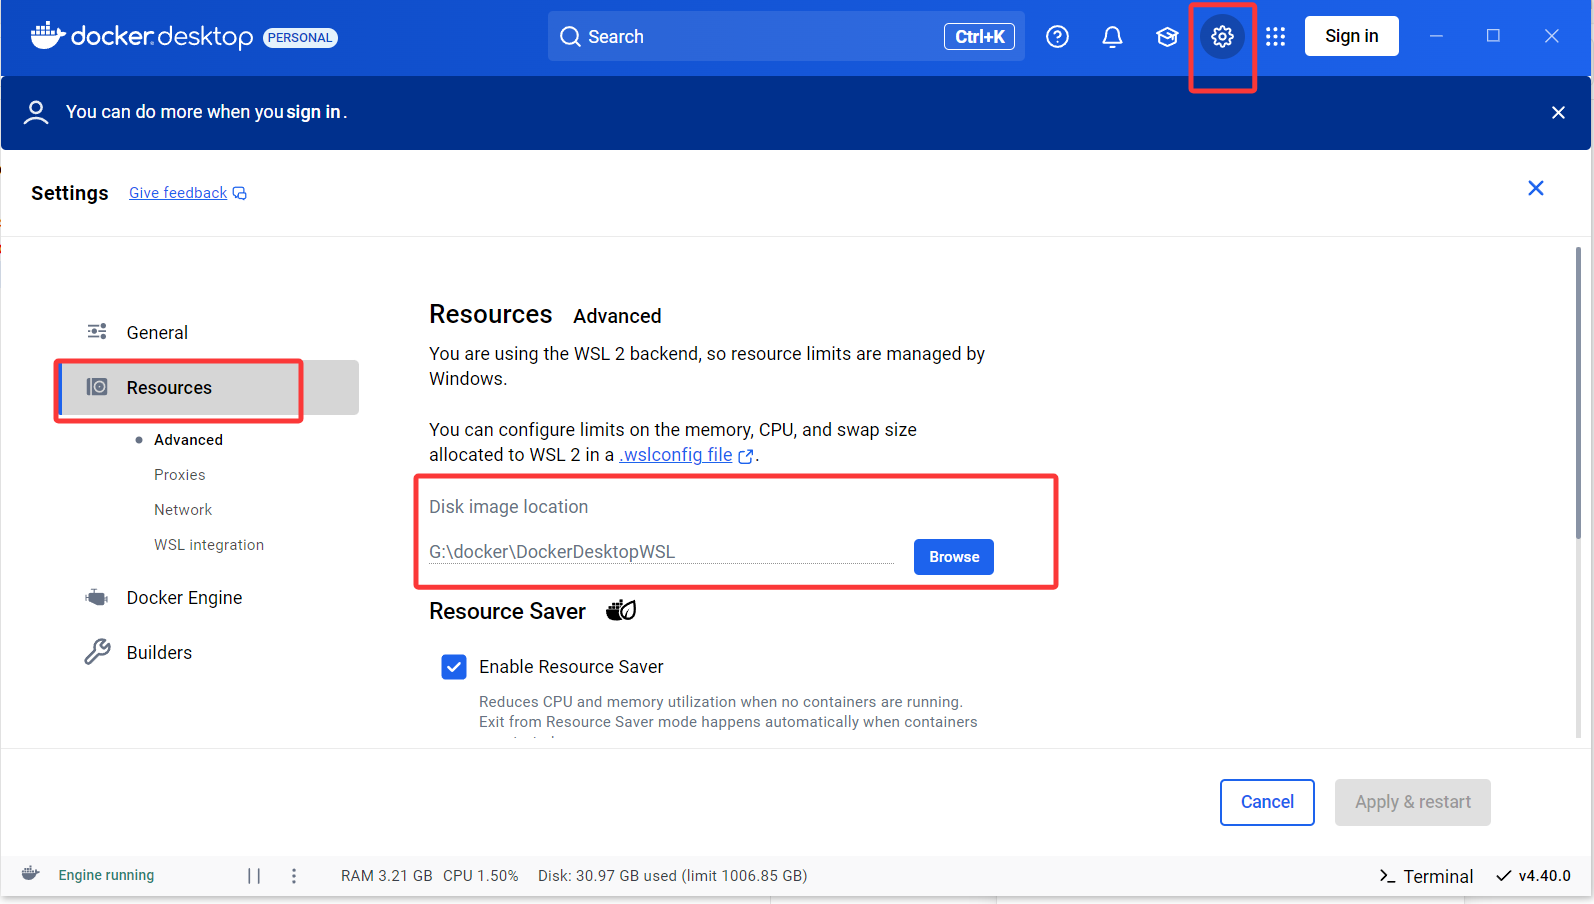 docker.desktop PERSONAL
Search
Ctrl+K
Sign in
You can do more when you sign in.
Settings
Give feedback
General
Resources
Advanced
Proxies
Network
WSL integration
Docker Engine
Builders
Resources Advanced
You are using the WSL 2 backend, so resource limits are managed by
Windows.
You can configure limits on the memory, CPU, and swap size
allocated to WSL 2 in a .wslconfig file.
Disk image location
G:\docker\DockerDesktopWSL
Browse
Resource Saver
Enable Resource Saver
Reduces CPU and memory utilization when no containers are running.
Exit from Resource Saver mode happens automatically when containers
Cancel
Apply & restart
Engine running
RAM 3.21 GB CPU 1.50% Disk: 30.97 GB used (limit 1006.85 GB)
Terminal
v4.40.0